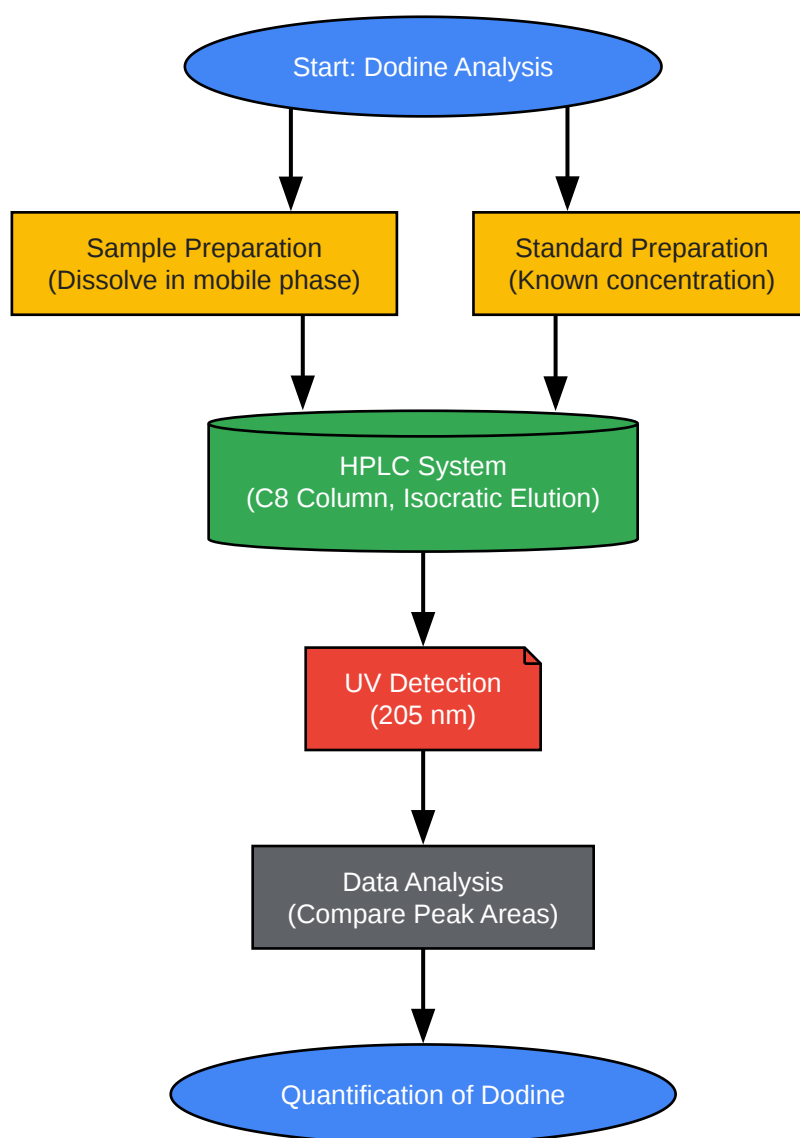 Start: Dodine Analysis
Sample Preparation
(Dissolve in mobile phase)
Standard Preparation
(Known concentration)
HPLC System
(C8 Column, Isocratic Elution)
UV Detection
(205 nm)
Data Analysis
(Compare Peak Areas)
Quantification of Dodine